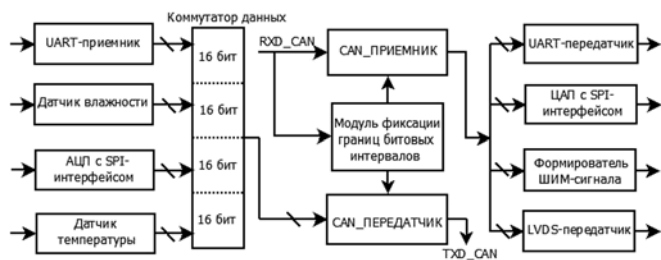 Коммутатор данных
UART-приемник
16 бит
RXD_CAN
CAN_ПРИЕМНИК
UART-передатчик
Датчик влажности
16 бит
Модуль фиксации
границ битовых
интервалов
ЦАП с SPI-
интерфейсом
АЦП с SPI-
интерфейсом
16 бит
Формирователь
ШИМ-сигнала
Датчик
температуры
16 бит
CAN_ПЕРЕДАТЧИК
LVDS-передатчик
TXD_CAN